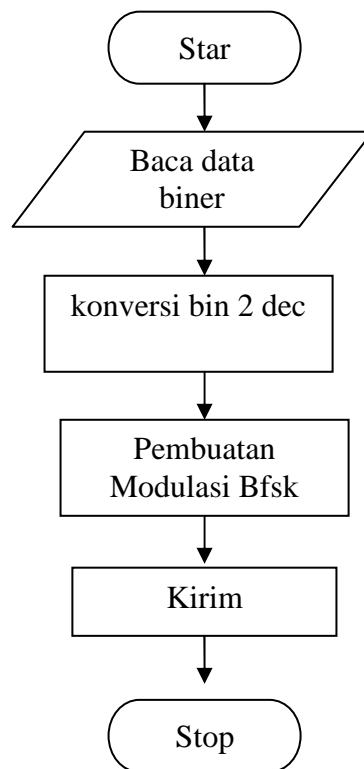 Star
Baca data
biner
konversi bin 2 dec
Pembuatan
Modulasi Bfsk
Kirim
Stop